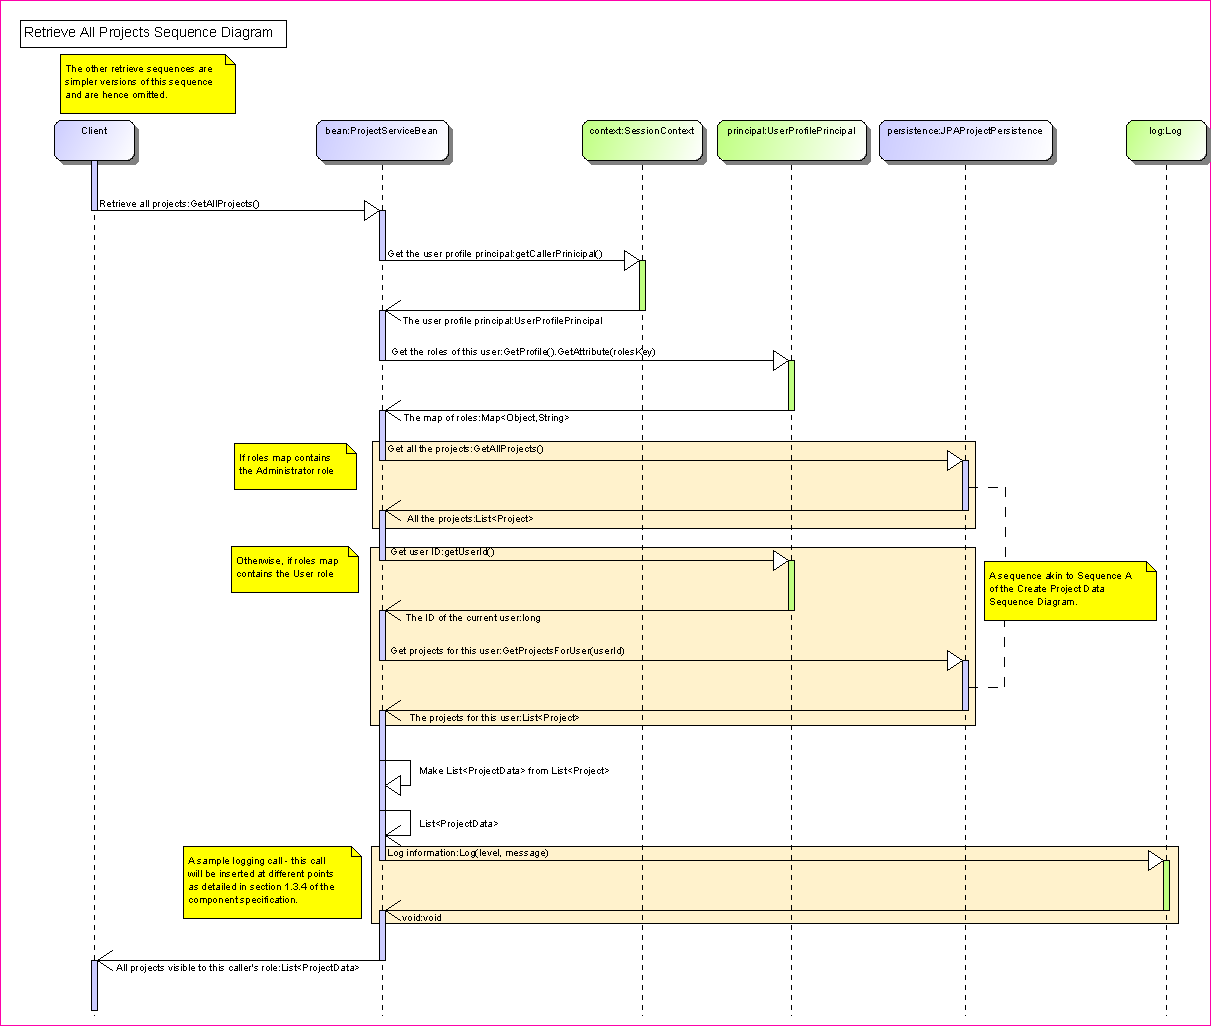 Retrieve All Projects Sequence Diagram
The other retrieve sequences are
simpler versions of this sequence
and are hence omitted.
Client
bean:ProjectServiceBean
context:SessionContext
principal:UserProfilePrincipal
persistence:JPAProjectPersistence
log:Log
Retrieve all projects:GetAllProjects()
Get the user profile principal:getCallerPrinicipal()
The user profile principal:UserProfilePrincipal
Get the roles of this user:GetProfile().GetAttribute(rolesKey)
The map of roles:Map<Object,String>
If roles map contains
the Administrator role
Get all the projects:GetAllProjects()
All the projects:List<Project>
Otherwise, if roles map
contains the User role
Get user ID:getUserId()
A sequence akin to Sequence A
of the Create Project Data
Sequence Diagram.
The ID of the current user:long
Get projects for this user:GetProjectsForUser(userId)
The projects for this user:List<Project>
Make List<ProjectData> from List<Project>
List<ProjectData>
A sample logging call - this call
will be inserted at different points
as detailed in section 1.3.4 of the
component specification.
Log information:Log(level, message)
void:void
All projects visible to this caller's role:List<ProjectData>